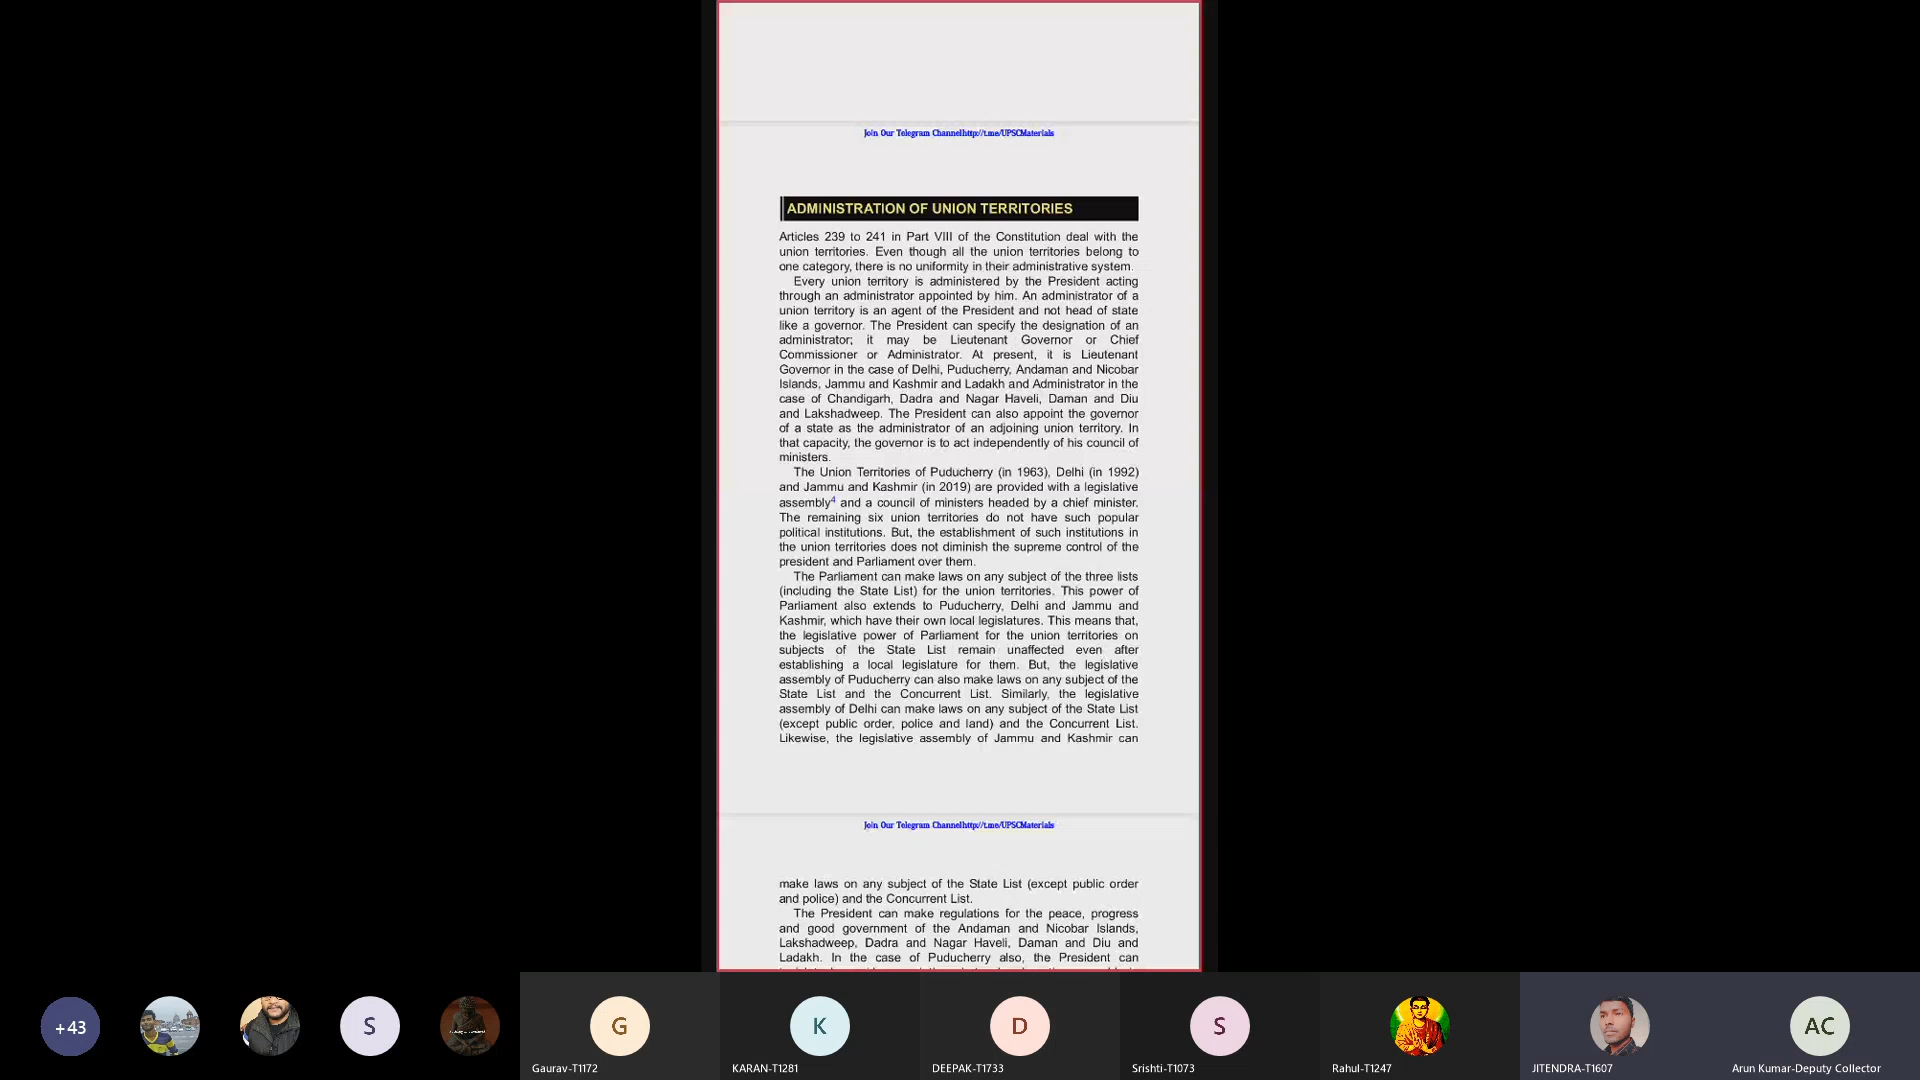 Join Our Telegram Channelhttp://t.me/UPSCMaterials
ADMINISTRATION OF UNION TERRITORIES
Articles 239 to 241 in Part VIII of the Constitution deal with the
union territories. Even though all the union territories belong to
one category, there is no uniformity in their administrative system.
Every union territory is administered by the President acting
through an administrator appointed by him. An administrator of a
union territory is an agent of the President and not head of state
like a governor. The President can specify the designation of an
administrator; it may be Lieutenant Governor or Chief
Commissioner or Administrator. At present, it is Lieutenant
Governor in the case of Delhi, Puducherry, Andaman and Nicobar
Islands, Jammu and Kashmir and Ladakh and Administrator in the
case of Chandigarh, Dadra and Nagar Haveli, Daman and Diu
and Lakshadweep. The President can also appoint the governor
of a state as the administrator of an adjoining union territory. In
that capacity, the governor is to act independently of his council of
ministers.
The Union Territories of Puducherry (in 1963), Delhi (in 1992)
and Jammu and Kashmir (in 2019) are provided with a legislative
assembly4 and a council of ministers headed by a chief minister.
The remaining six union territories do not have such popular
political institutions. But, the establishment of such institutions in
the union territories does not diminish the supreme control of the
president and Parliament over them.
The Parliament can make laws on any subject of the three lists
(including the State List) for the union territories. This power of
Parliament also extends to Puducherry, Delhi and Jammu and
Kashmir, which have their own local legislatures. This means that,
the legislative power of Parliament for the union territories on
subjects of the State List remain unaffected even after
establishing a local legislature for them. But, the legislative
assembly of Puducherry can also make laws on any subject of the
State List and the Concurrent List. Similarly, the legislative
assembly of Delhi can make laws on any subject of the State List
(except public order, police and land) and the Concurrent List.
Likewise, the legislative assembly of Jammu and Kashmir can
Join Our Telegram Channelhttp://t.me/UPSCMaterials
make laws on any subject of the State List (except public order
and police) and the Concurrent List.
The President can make regulations for the peace, progress
and good government of the Andaman and Nicobar Islands,
Lakshadweep, Dadra and Nagar Haveli, Daman and Diu and
Ladakh. In the case of Puducherry also, the President can
+43
S
G
K
D
S
AC
Gaurav-T1172
KARAN-T1281
DEEPAK-T1733
Srishti-T1073
Rahul-T1247
JITENDRA-T1607
Arun Kumar-Deputy Collector